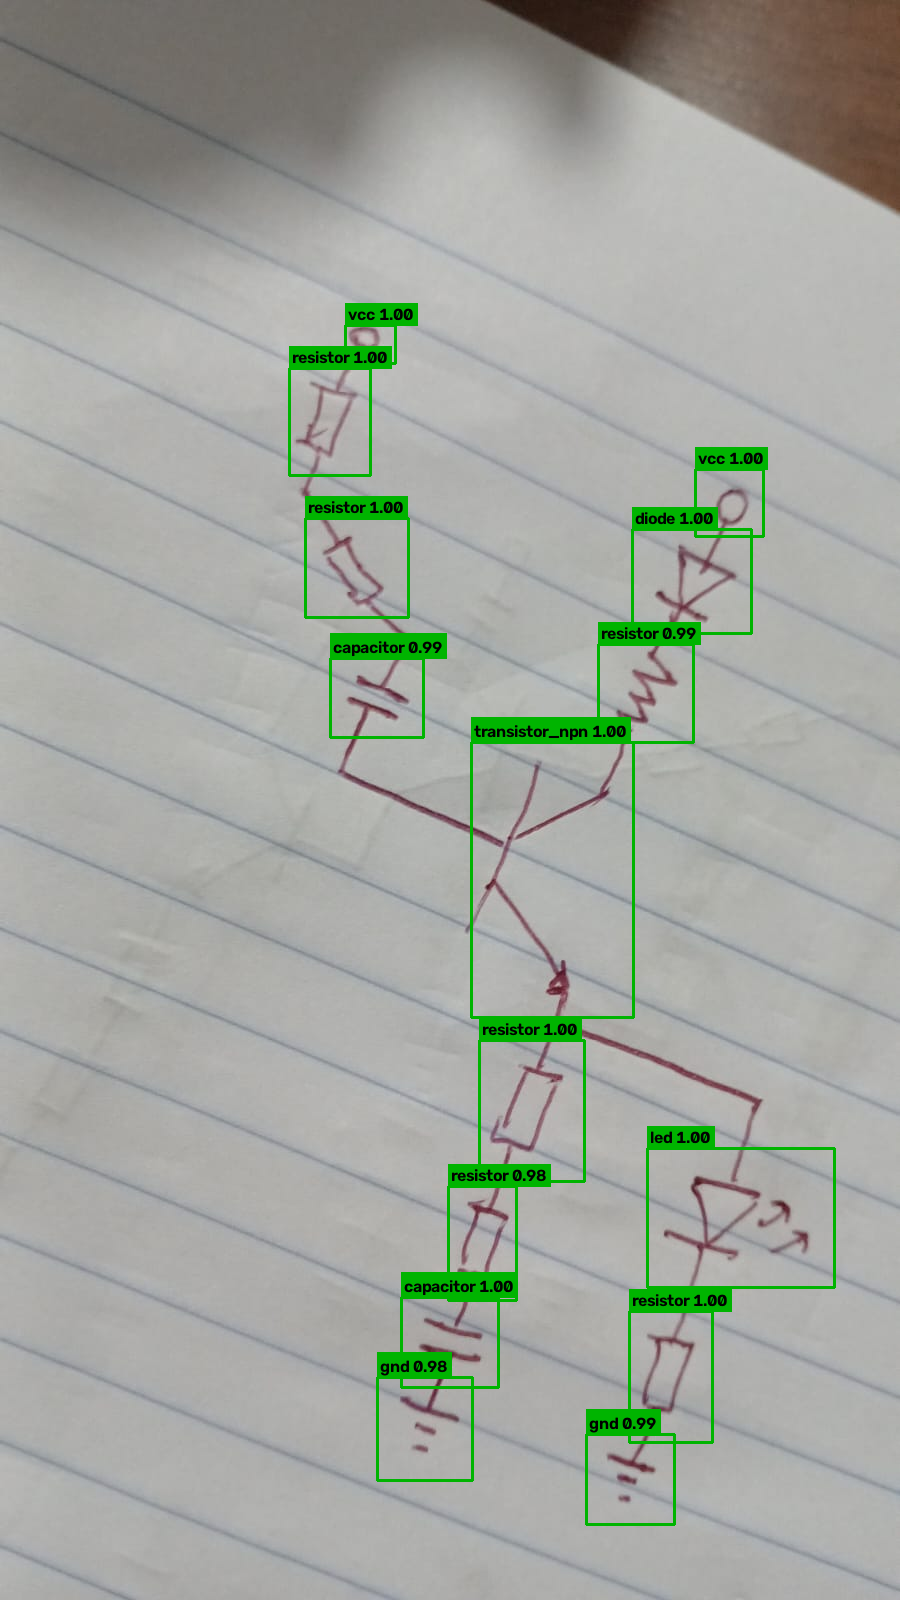 vcc 1.00
resistor 1.00
vcc 1.00
resistor 1.00
diode 1.00
resistor 0.99
capacitor 0.99
transistor_npn 1.00
resistor 1.00
led 1.00
resistor 0.98
capacitor 1.00
resistor 1.00
gnd 0.98
gnd 0.99